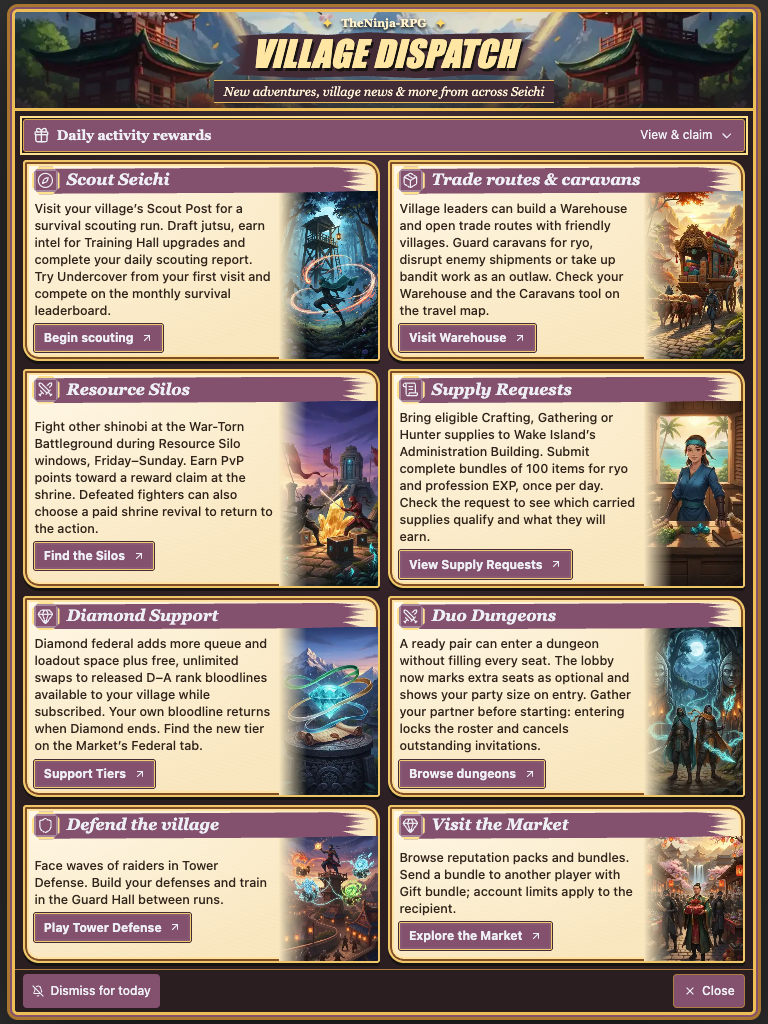 TheNinja-RPG
VILLAGE DISPATCH
New adventures, village news & more from across Seichi
Daily activity rewards
View & claim
Scout Seichi
Visit your village's Scout Post for a
survival scouting run. Draft jutsu, earn
intel for Training Hall upgrades and
complete your daily scouting report.
Try Undercover from your first visit and
compete on the monthly survival
leaderboard.
Begin scouting
Trade routes & caravans
Village leaders can build a Warehouse
and open trade routes with friendly
villages. Guard caravans for ryo,
disrupt enemy shipments or take up
bandit work as an outlaw. Check your
Warehouse and the Caravans tool on
the travel map.
Visit Warehouse
Resource Silos
Fight other shinobi at the War-Torn
Battleground during Resource Silo
windows, Friday–Sunday. Earn PvP
points toward a reward claim at the
shrine. Defeated fighters can also
choose a paid shrine revival to return to
the action.
Find the Silos
Supply Requests
Bring eligible Crafting, Gathering or
Hunter supplies to Wake Island's
Administration Building. Submit
complete bundles of 100 items for ryo
and profession EXP, once per day.
Check the request to see which carried
supplies qualify and what they will
earn.
View Supply Requests
Diamond Support
Diamond federal adds more queue and
loadout space plus free, unlimited
swaps to released D–A rank bloodlines
available to your village while
subscribed. Your own bloodline returns
when Diamond ends. Find the new tier
on the Market's Federal tab.
Support Tiers
Duo Dungeons
A ready pair can enter a dungeon
without filling every seat. The lobby
now marks extra seats as optional and
shows your party size on entry. Gather
your partner before starting: entering
locks the roster and cancels
outstanding invitations.
Browse dungeons
Defend the village
Face waves of raiders in Tower
Defense. Build your defenses and train
in the Guard Hall between runs.
Play Tower Defense
Visit the Market
Browse reputation packs and bundles.
Send a bundle to another player with
Gift bundle; account limits apply to the
recipient.
Explore the Market
Dismiss for today
Close